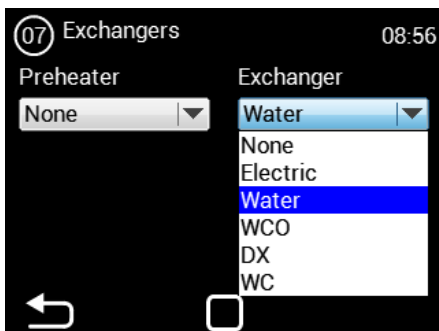 07 Exchangers 08:56
Preheater Exchanger
None Water
None
Electric
Water
WCO
DX
WC